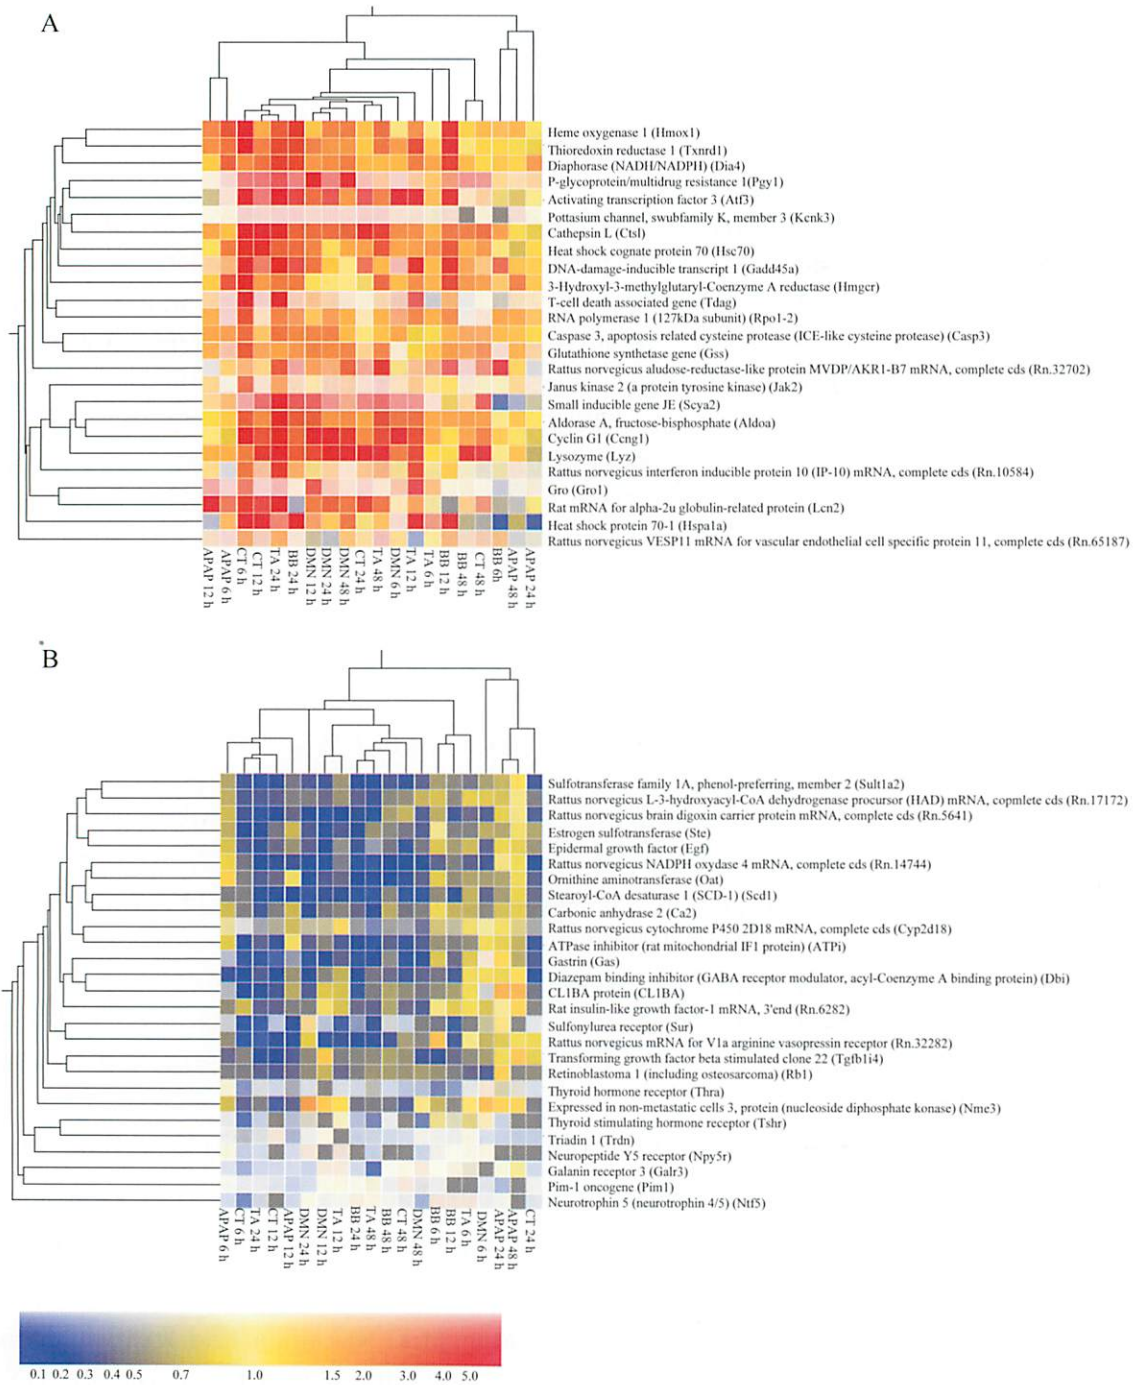 A
Heme oxygenase 1 (Hmox1)
Thioredoxin reductase 1 (Txnrd1)
Diaphorase (NADH/NADPH) (Dia4)
P-glycoprotein/multidrug resistance 1(Pgy1)
Activating transcription factor 3 (Atf3)
Pottasium channel, swubfamily K, member 3 (Kcnk3)
Cathepsin L (Ctsl)
Heat shock cognate protein 70 (Hsc70)
DNA-damage-inducible transcript 1 (Gadd45a)
3-Hydroxyl-3-methylglutaryl-Coenzyme A reductase (Hmgcr)
T-cell death associated gene (Tdag)
RNA polymerase 1 (127kDa subunit) (Rpo1-2)
Caspase 3, apoptosis related cysteine protease (ICE-like cysteine protease) (Casp3)
Glutathione synthetase gene (Gss)
Rattus norvegicus aludose-reductase-like protein MVDP/AKR1-B7 mRNA, complete cds (Rn.32702)
Janus kinase 2 (a protein tyrosine kinase) (Jak2)
Small inducible gene JE (Scya2)
Aldorase A, fructose-bisphosphate (Aldoa)
Cyclin G1 (Ccng1)
Lysozyme (Lyz)
Rattus norvegicus interferon inducible protein 10 (IP-10) mRNA, complete cds (Rn.10584)
Gro (Gro1)
Rat mRNA for alpha-2u globulin-related protein (Lcn2)
Heat shock protein 70-1 (Hspa1a)
Rattus norvegicus VESP11 mRNA for vascular endothelial cell specific protein 11, complete cds (Rn.65187)
APAP 12 h
APAP 6 h
CT 6 h
CT 12 h
TA 24 h
BB 24 h
DMN 12 h
DMN 24 h
DMN 48 h
CT 24 h
TA 48 h
DMN 6 h
TA 12 h
TA 6 h
BB 12 h
BB 48 h
CT 48 h
BB 6h
APAP 48 h
APAP 24 h
B
Sulfotransferase family 1A, phenol-preferring, member 2 (Sult1a2)
Rattus norvegicus L-3-hydroxyacyl-CoA dehydrogenase procursor (HAD) mRNA, copmlete cds (Rn.17172)
Rattus norvegicus brain digoxin carrier protein mRNA, complete cds (Rn.5641)
Estrogen sulfotransferase (Ste)
Epidermal growth factor (Egf)
Rattus norvegicus NADPH oxydase 4 mRNA, complete cds (Rn.14744)
Ornithine aminotransferase (Oat)
Stearoyl-CoA desaturase 1 (SCD-1) (Scd1)
Carbonic anhydrase 2 (Ca2)
Rattus norvegicus cytochrome P450 2D18 mRNA, complete cds (Cyp2d18)
ATPase inhibitor (rat mitochondrial IF1 protein) (ATPi)
Gastrin (Gas)
Diazepam binding inhibitor (GABA receptor modulator, acyl-Coenzyme A binding protein) (Dbi)
CL1BA protein (CL1BA)
Rat insulin-like growth factor-1 mRNA, 3'end (Rn.6282)
Sulfonylurea receptor (Sur)
Rattus norvegicus mRNA for V1a arginine vasopressin receptor (Rn.32282)
Transforming growth factor beta stimulated clone 22 (Tgfb1i4)
Retinoblastoma 1 (including osteosarcoma) (Rb1)
Thyroid hormone receptor (Thra)
Expressed in non-metastatic cells 3, protein (nucleoside diphosphate konase) (Nme3)
Thyroid stimulating hormone receptor (Tshr)
Triadin 1 (Trdn)
Neuropeptide Y5 receptor (Npy5r)
Galanin receptor 3 (Galr3)
Pim-1 oncogene (Pim1)
Neurotrophin 5 (neurotrophin 4/5) (Ntf5)
APAP 6 h
CT 6 h
TA 24 h
CT 12 h
APAP 12 h
DMN 24 h
DMN 12 h
TA 12 h
BB 24 h
TA 48 h
BB 48 h
CT 48 h
DMN 48 h
BB 6 h
BB 12 h
TA 6 h
DMN 6 h
APAP 24 h
APAP 48 h
CT 24 h
0.1 0.2 0.3 0.4 0.5 0.7 1.0 1.5 2.0 3.0 4.0 5.0